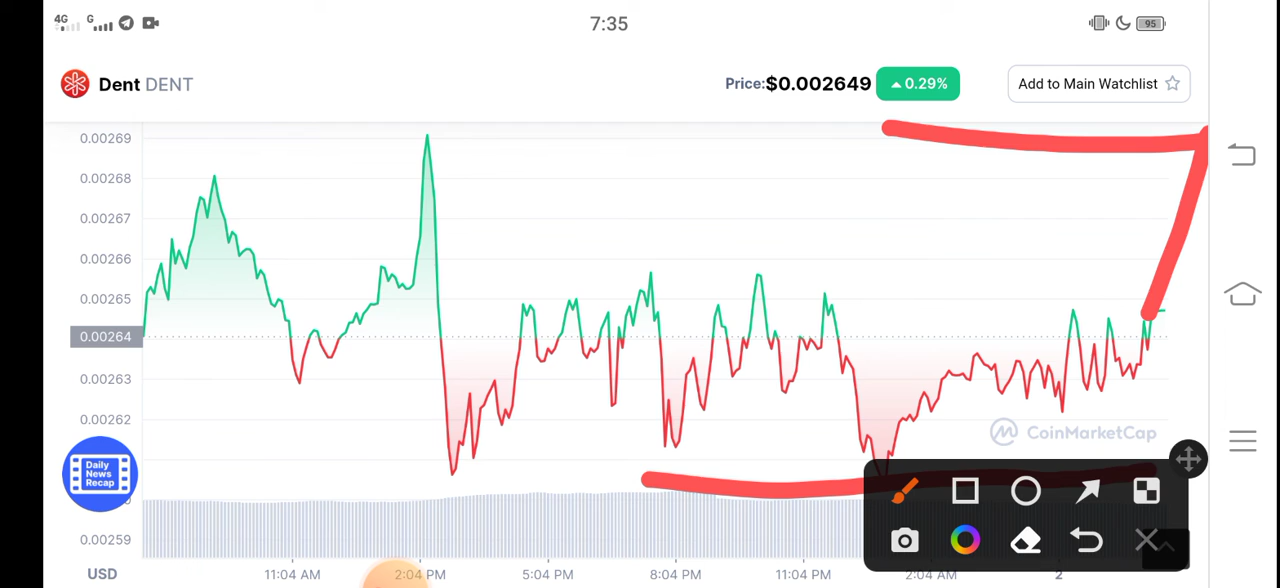 4G G 7:35 95
Dent DENT Price:$0.002649 0.29% Add to Main Watchlist
0.00269
0.00268
0.00267
0.00266
0.00265
0.00264
0.00263
0.00262
CoinMarketCap
Daily
News
Recap
0.00259
USD 11:04 AM 2:04 PM 5:04 PM 8:04 PM 11:04 PM 2:04 AM 2